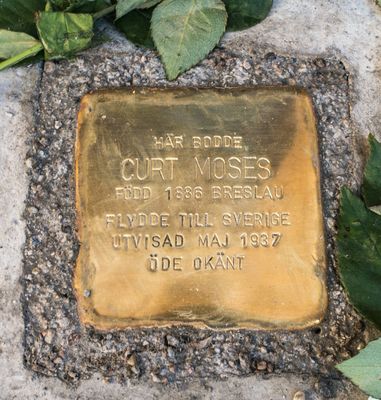 HÄR BODDE
CURT MOSES
FÖDD 1886 BRESLAU
FLYDDE TILL SVERIGE
UTVISAD MAJ 1937
ÖDE OKÄNT